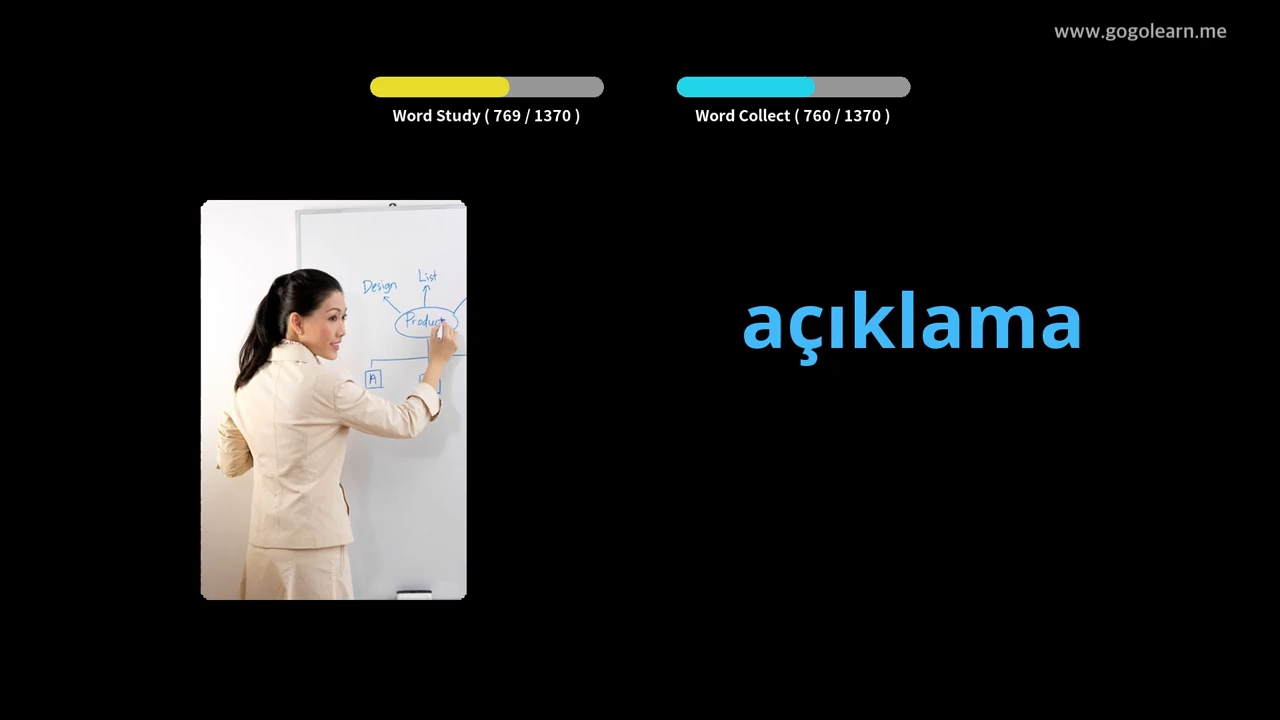 www.gogolearn.me
Word Study ( 769 / 1370 )
Word Collect ( 760 / 1370 )
List
Design
Product
A
açıklama